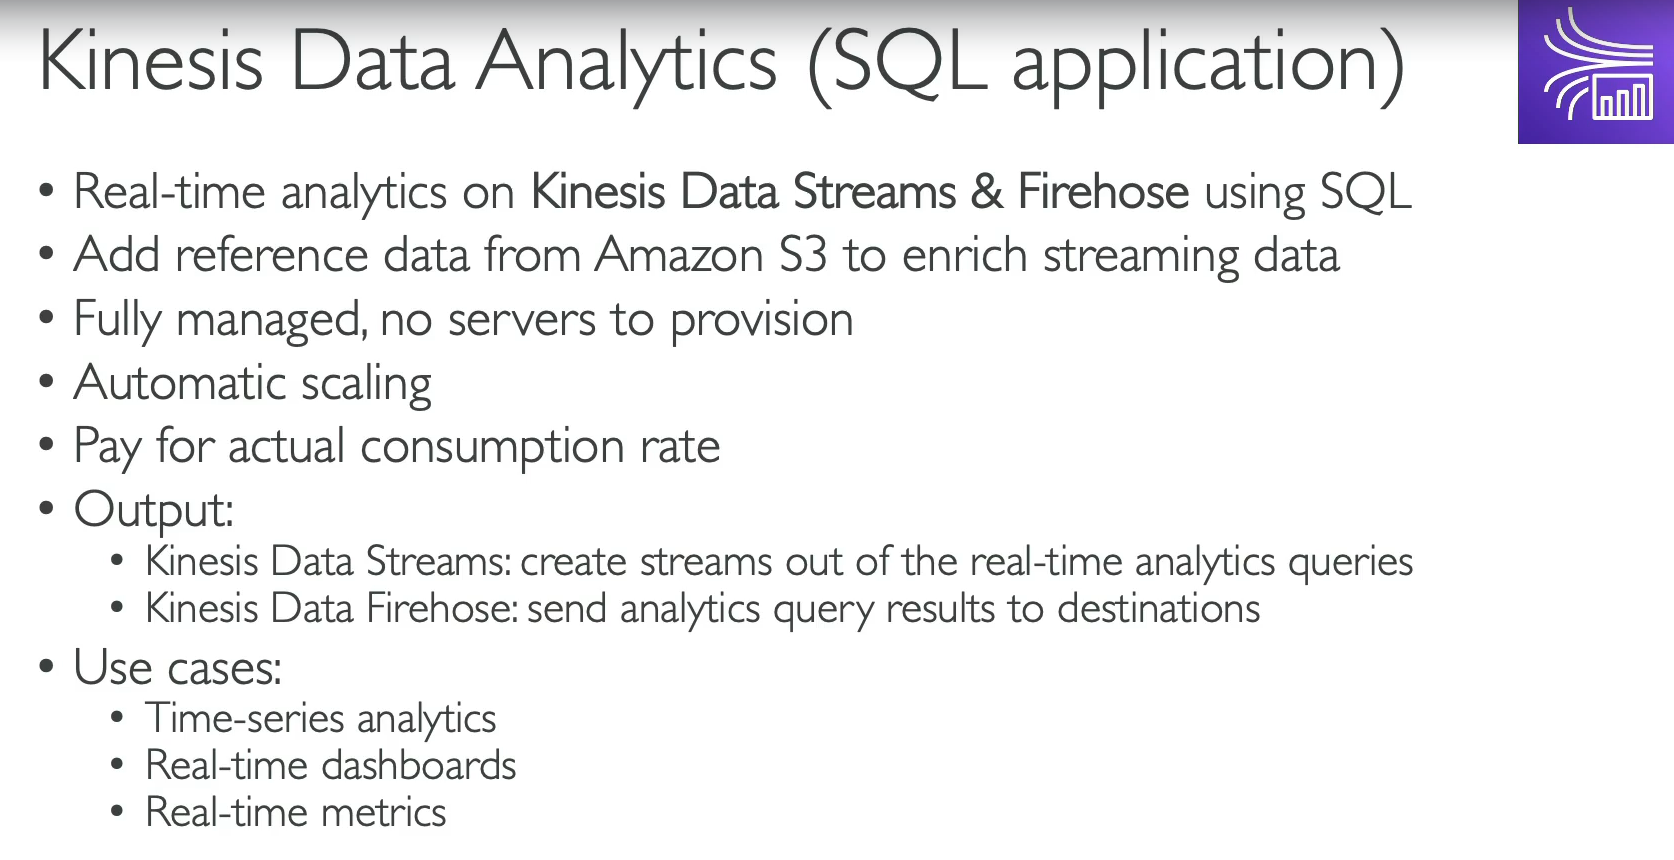 Kinesis Data Analytics (SQL application)
• Real-time analytics on Kinesis Data Streams & Firehose using SQL
• Add reference data from Amazon S3 to enrich streaming data
• Fully managed, no servers to provision
• Automatic scaling
• Pay for actual consumption rate
• Output:
• Kinesis Data Streams: create streams out of the real-time analytics queries
• Kinesis Data Firehose: send analytics query results to destinations
• Use cases:
• Time-series analytics
• Real-time dashboards
• Real-time metrics